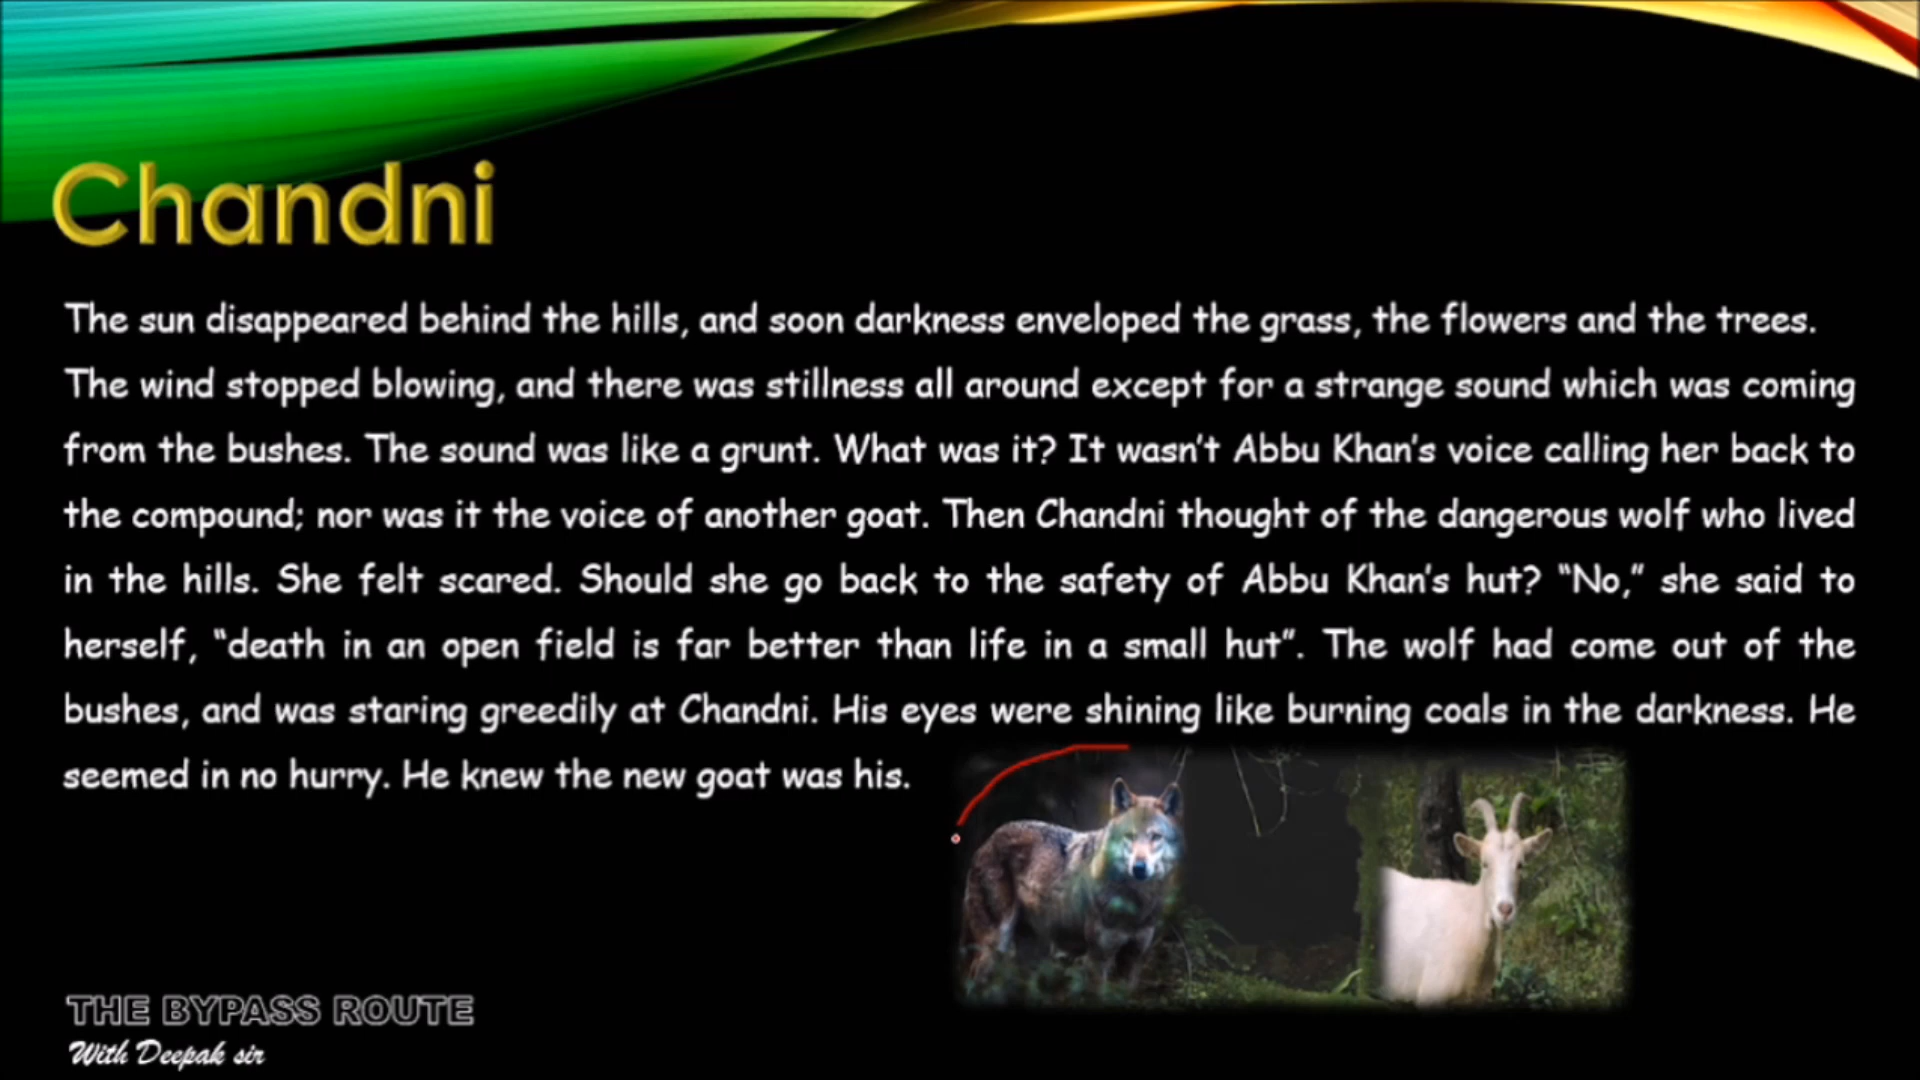 Chandni
The sun disappeared behind the hills, and soon darkness enveloped the grass, the flowers and the trees.
The wind stopped blowing, and there was stillness all around except for a strange sound which was coming
from the bushes. The sound was like a grunt. What was it? It wasn’t Abbu Khan’s voice calling her back to
the compound; nor was it the voice of another goat. Then Chandni thought of the dangerous wolf who lived
in the hills. She felt scared. Should she go back to the safety of Abbu Khan’s hut? “No,” she said to
herself, “death in an open field is far better than life in a small hut”. The wolf had come out of the
bushes, and was staring greedily at Chandni. His eyes were shining like burning coals in the darkness. He
seemed in no hurry. He knew the new goat was his.
THE BYPASS ROUTE
With Deepak sir